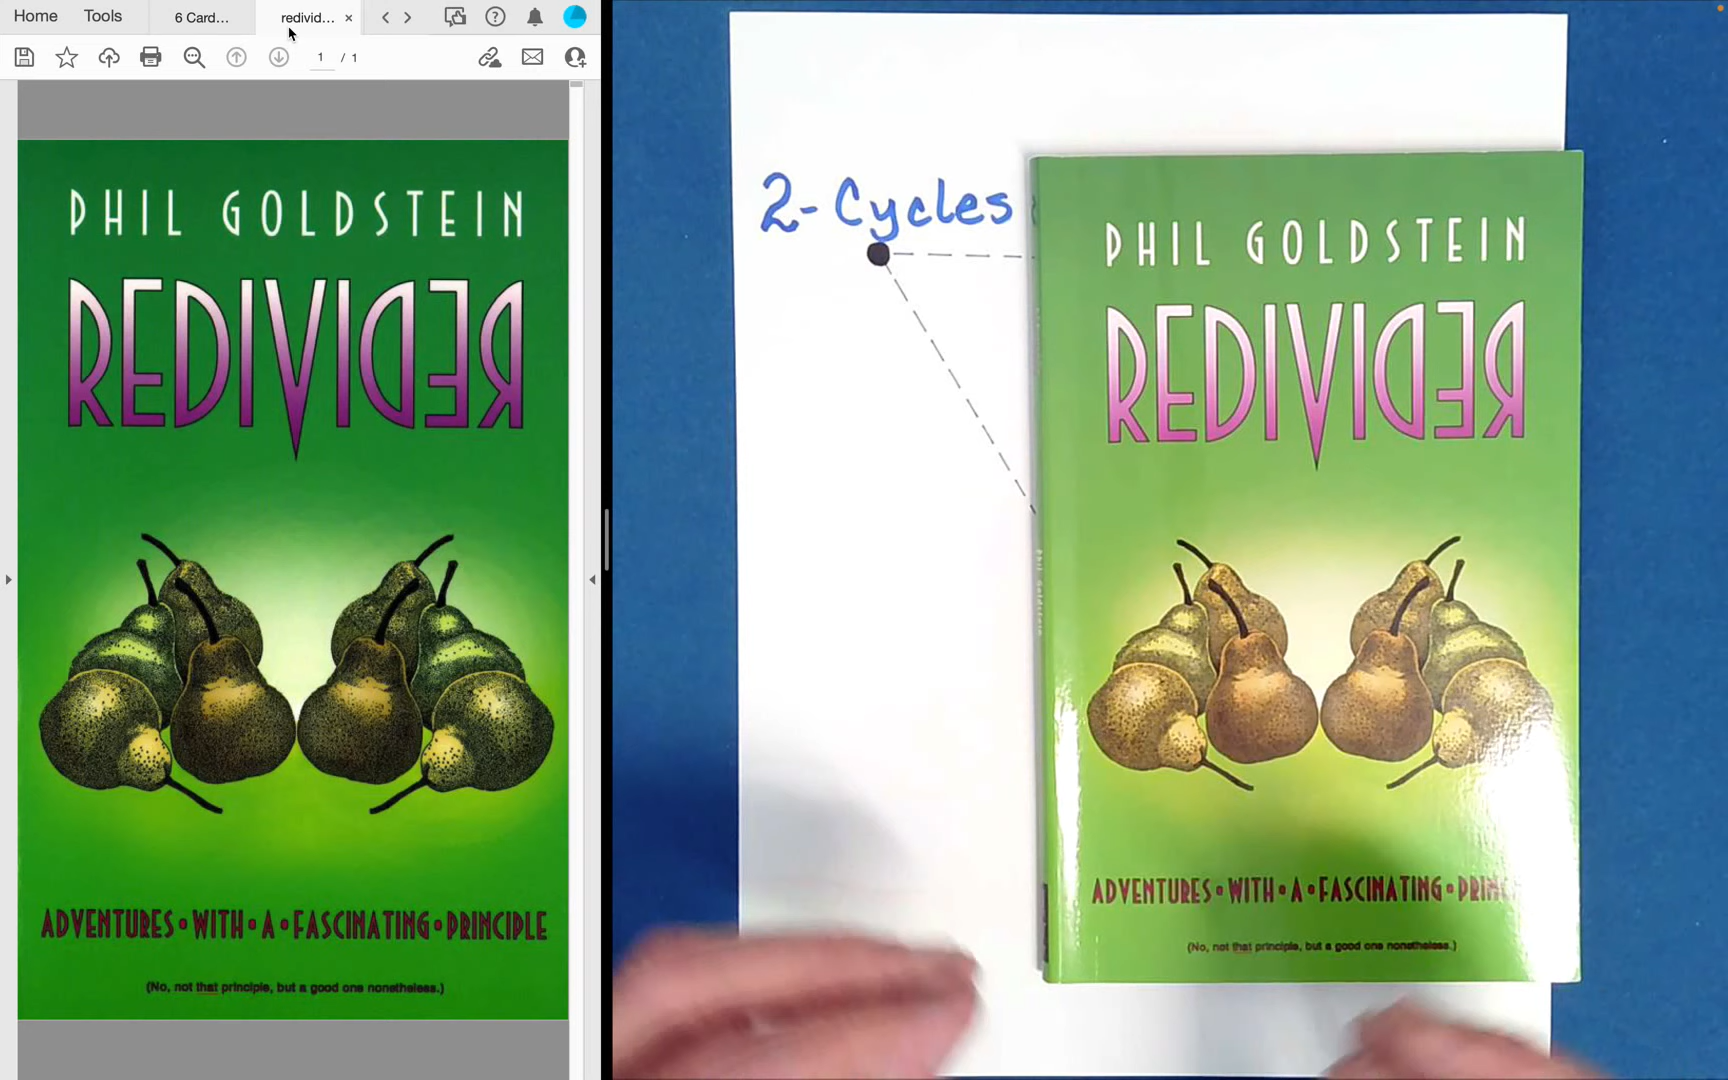 Home Tools 6 Card... redivid... ×
1 / 1
PHIL GOLDSTEIN
REDIVIDER
ADVENTURES • WITH • A • FASCINATING • PRINCIPLE
(No, not that principle, but a good one nonetheless.)
2- Cycles
PHIL GOLDSTEIN
REDIVIDER
ADVENTURES • WITH • A • FASCINATING •
(No, not that principle, but a good one nonetheless.)
Phil Goldstein